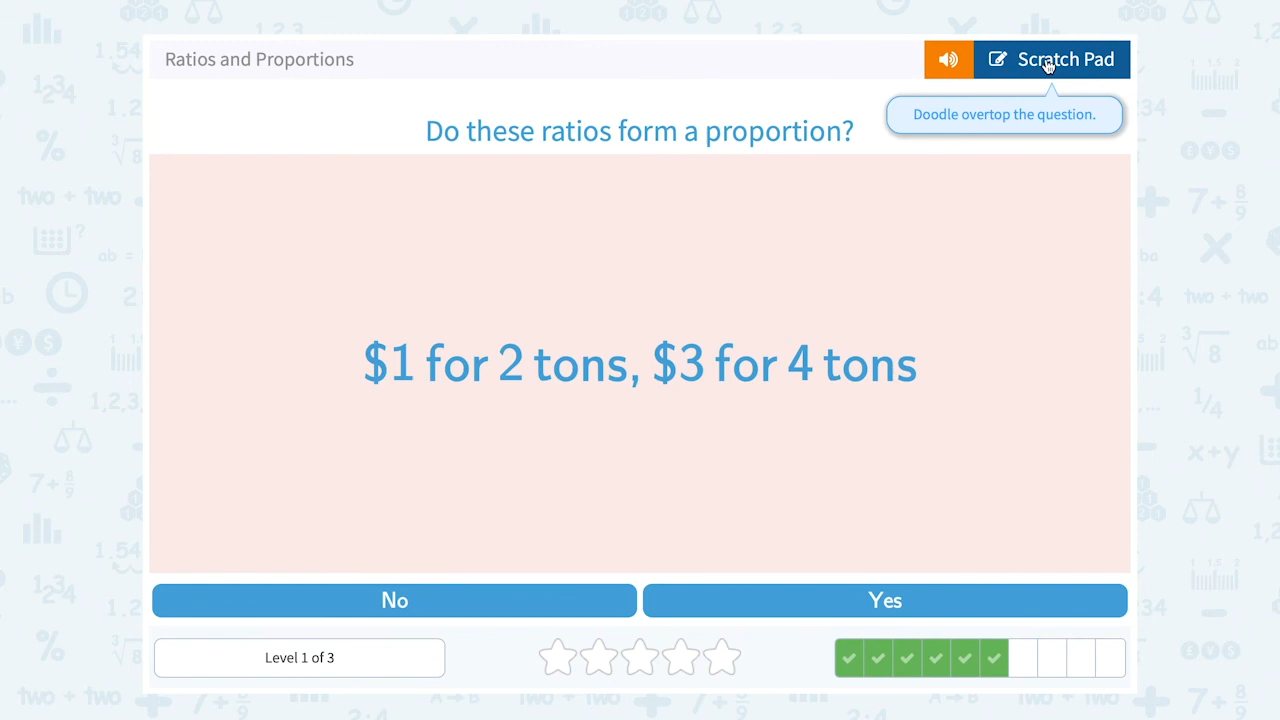 Ratios and Proportions
Scratch Pad
Doodle overtop the question.
Do these ratios form a proportion?
$1 for 2 tons, $3 for 4 tons
No
Yes
Level 1 of 3